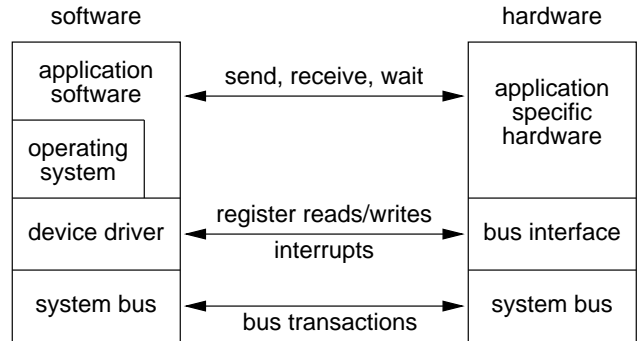 software
hardware
application
software
send, receive, wait
application
specific
hardware
operating
system
device driver
register reads/writes
interrupts
bus interface
system bus
bus transactions
system bus